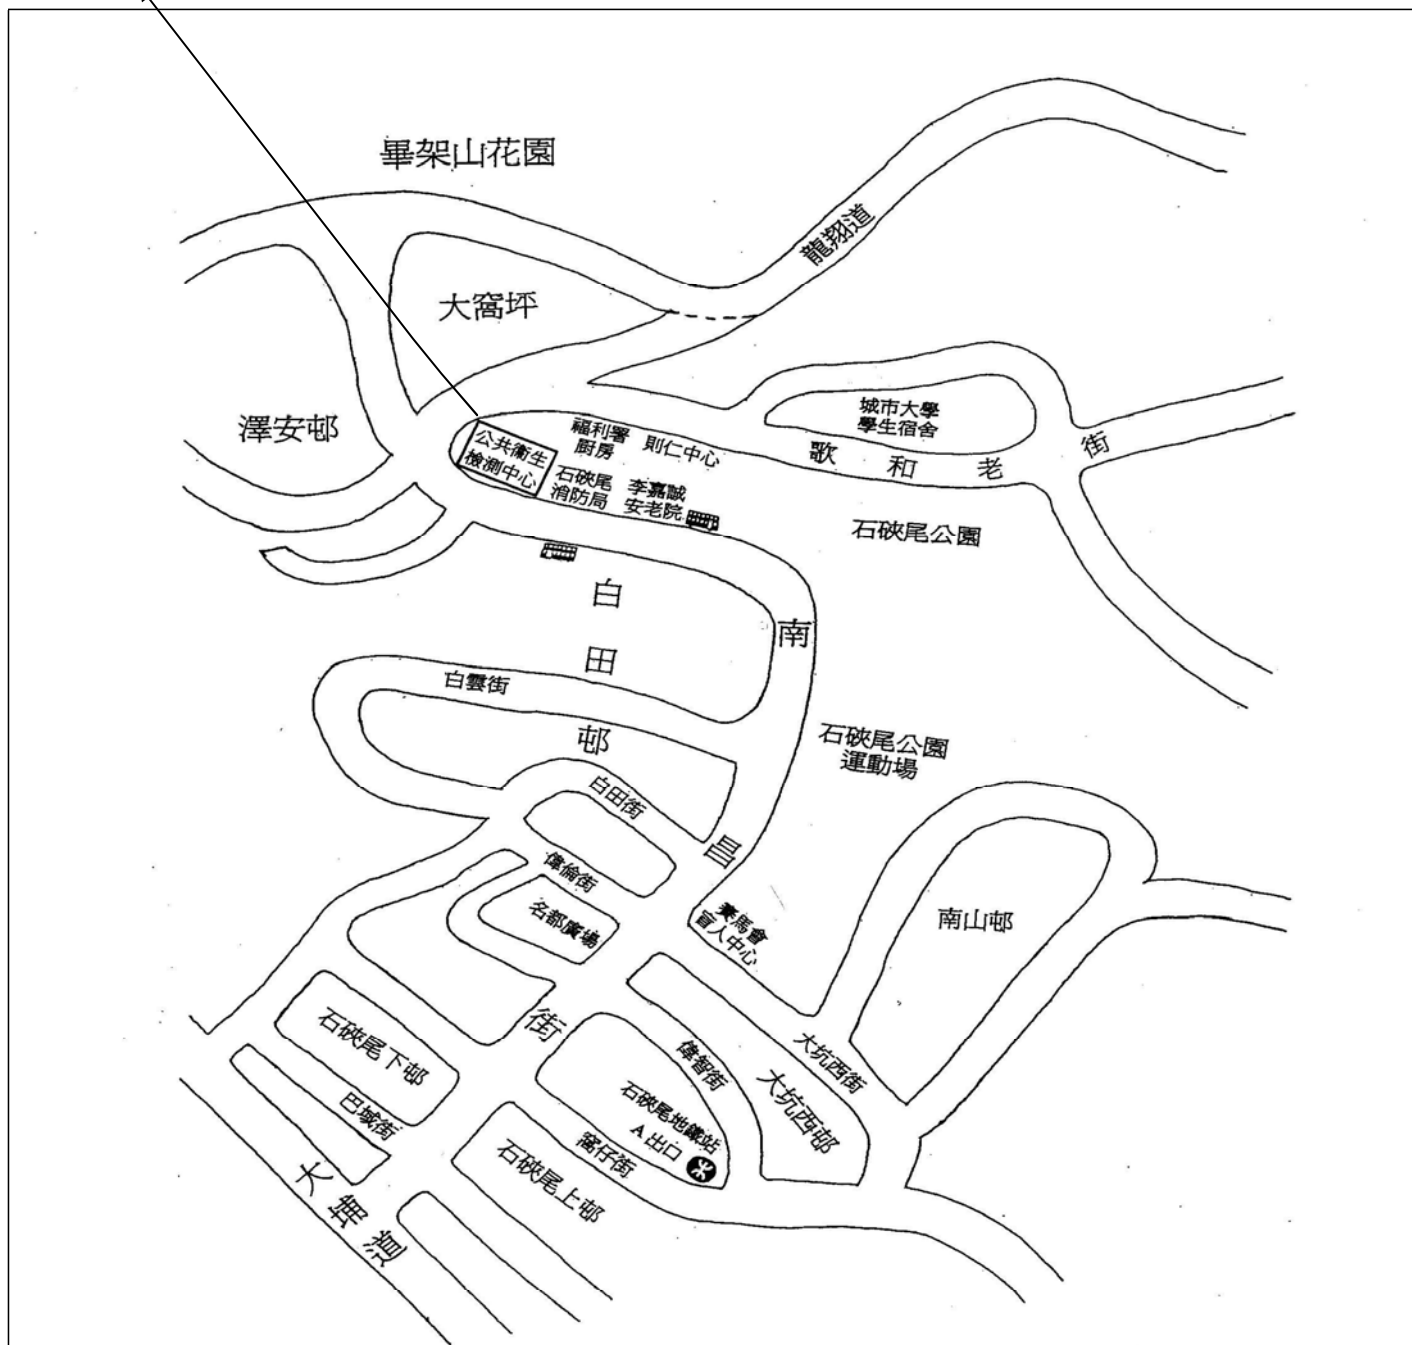 畢架山花園
龍翔道
大窩坪
澤安邨
公共衞生
檢測中心
福利署
厨房
則仁中心
石硤尾
消防局
李嘉誠
安老院
城市大學
學生宿舍
歌和老街
石硤尾公園
白田邨
南昌街
白雲街
石硤尾公園
運動場
白田街
偉倫街
名都廣場
賽馬會
盲人中心
南山邨
石硤尾下邨
巴域街
大埔道
偉智街
大坑西街
大坑西邨
石硤尾地鐵站
A 出口
窩仔街
石硤尾上邨